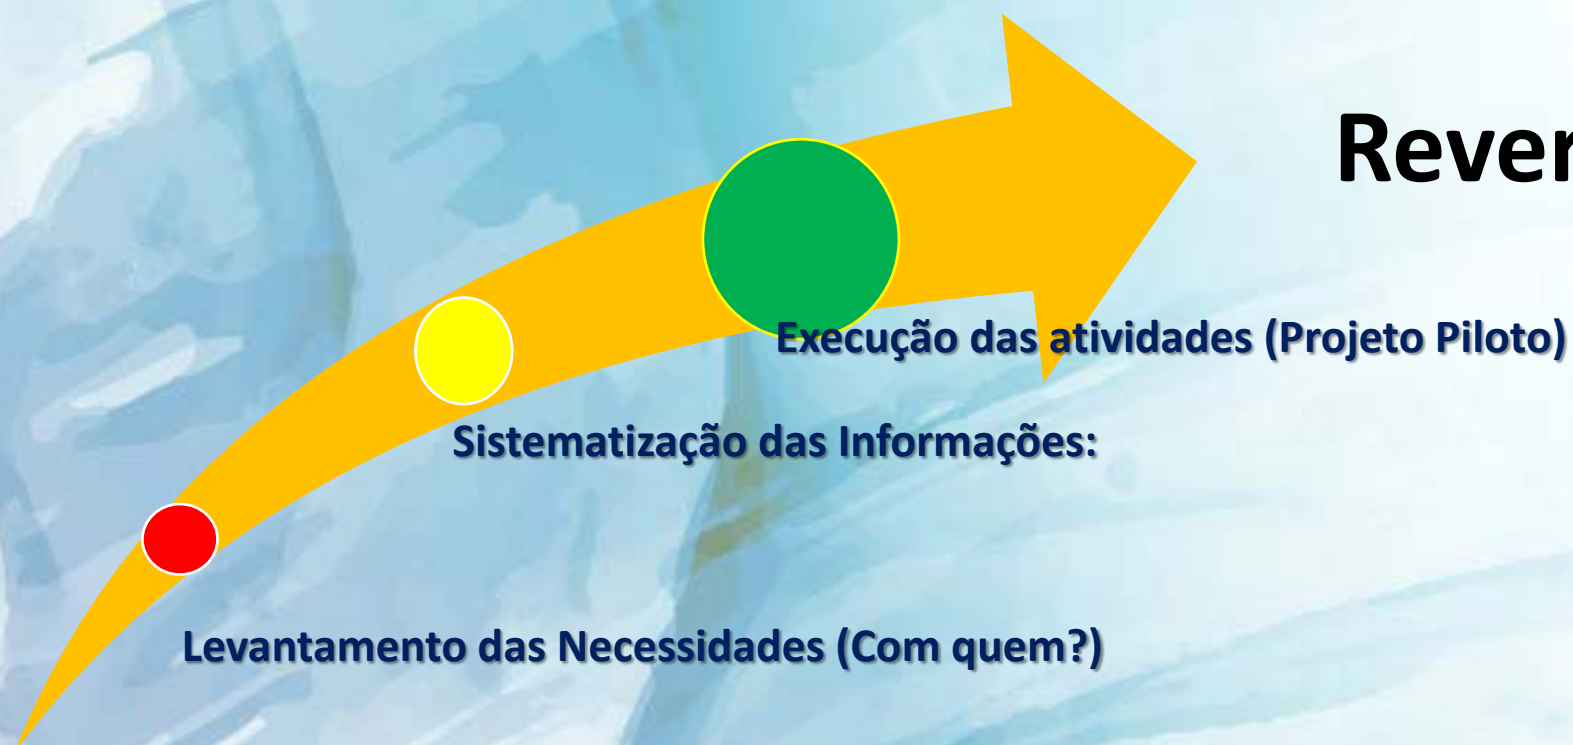 Rever
Execução das atividades (Projeto Piloto)
Sistematização das Informações:
Levantamento das Necessidades (Com quem?)